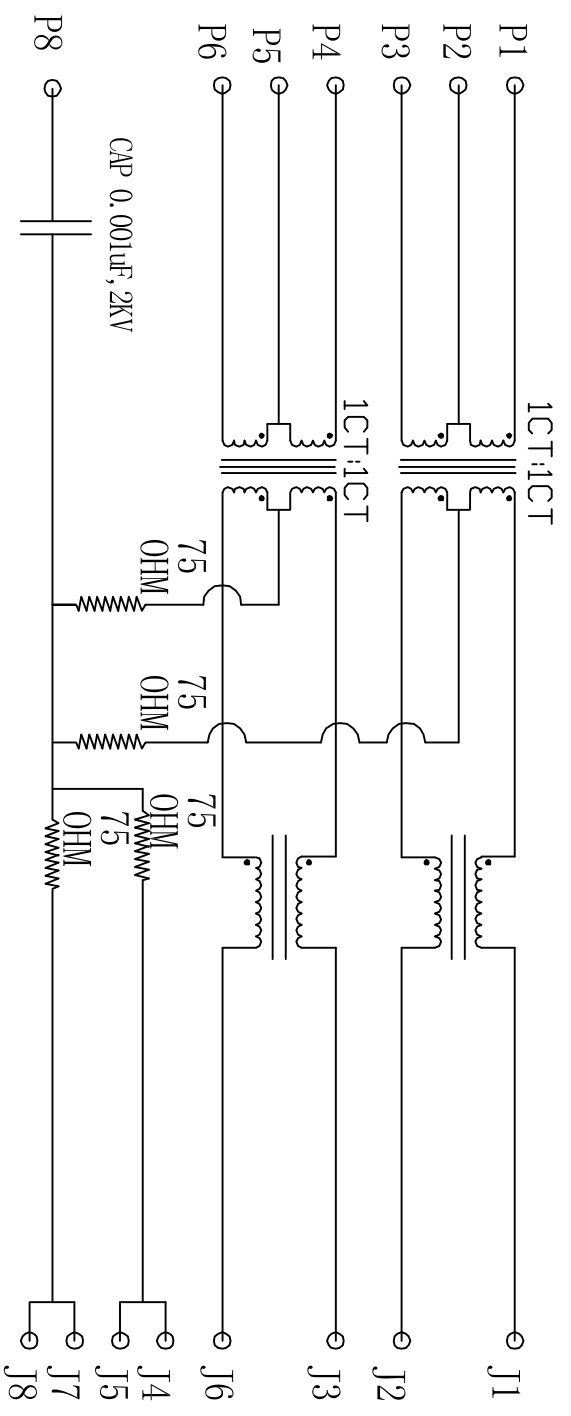 P1
P2
P3
P4
P5
P6
P8
1CT:1CT
1CT:1CT
CAP 0.001uF,2KV
75
OHM
75
OHM
75
OHM
75
OHM
J1
J2
J3
J6
J4
J5
J7
J8